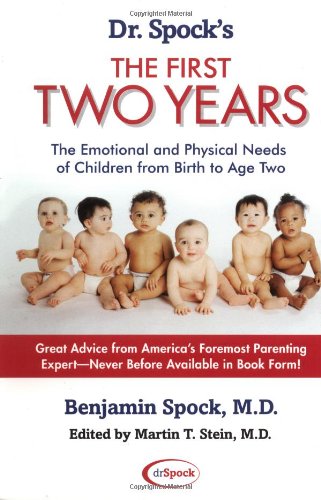 Dr. Spock's
THE FIRST
TWO YEARS
The Emotional and Physical Needs
of Children from Birth to Age Two
Great Advice from America's Foremost Parenting
Expert—Never Before Available in Book Form!
Benjamin Spock, M.D.
Edited by Martin T. Stein, M.D.
drSpock